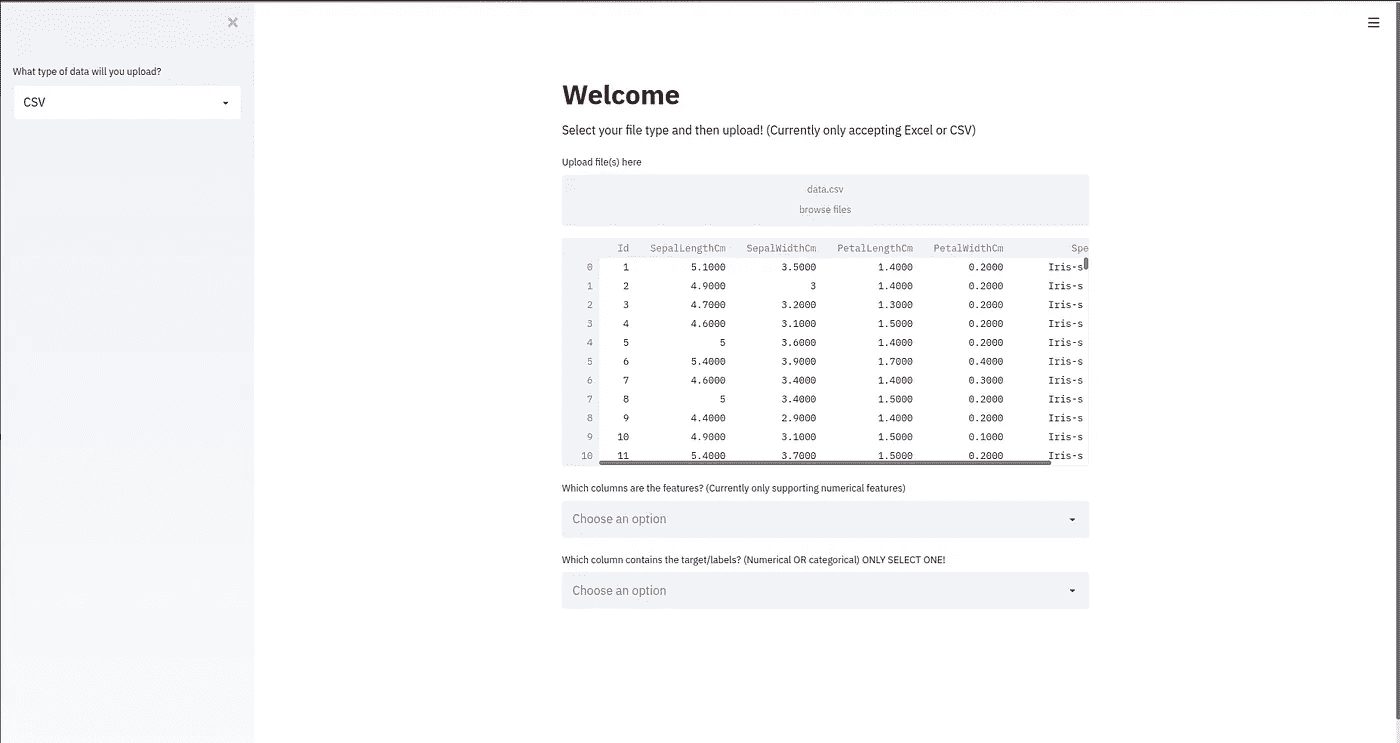 What type of data will you upload?
CSV
Welcome
Select your file type and then upload! (Currently only accepting Excel or CSV)
Upload file(s) here
data.csv
browse files
Id SepalLengthCm SepalWidthCm PetalLengthCm PetalWidthCm Spe
0 1 5.1000 3.5000 1.4000 0.2000 Iris-s
1 2 4.9000 3 1.4000 0.2000 Iris-s
2 3 4.7000 3.2000 1.3000 0.2000 Iris-s
3 4 4.6000 3.1000 1.5000 0.2000 Iris-s
4 5 5 3.6000 1.4000 0.2000 Iris-s
5 6 5.4000 3.9000 1.7000 0.4000 Iris-s
6 7 4.6000 3.4000 1.4000 0.3000 Iris-s
7 8 5 3.4000 1.5000 0.2000 Iris-s
8 9 4.4000 2.9000 1.4000 0.2000 Iris-s
9 10 4.9000 3.1000 1.5000 0.1000 Iris-s
10 11 5.4000 3.7000 1.5000 0.2000 Iris-s
Which columns are the features? (Currently only supporting numerical features)
Choose an option
Which column contains the target/labels? (Numerical OR categorical) ONLY SELECT ONE!
Choose an option